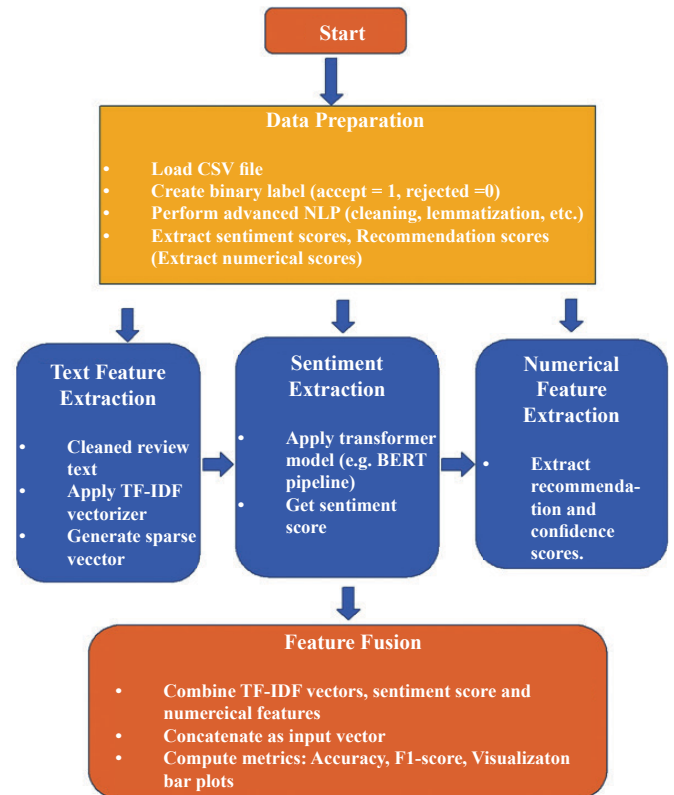 Start
Data Preparation
• Load CSV file
• Create binary label (accept = 1, rejected =0)
• Perform advanced NLP (cleaning, lemmatization, etc.)
• Extract sentiment scores, Recommendation scores
(Extract numerical scores)
Text Feature
Extraction
• Cleaned review
text
• Apply TF-IDF
vectorizer
• Generate sparse
vecctor
Sentiment
Extraction
• Apply transformer
model (e.g. BERT
pipeline)
• Get sentiment
score
Numerical
Feature
Extraction
• Extract
recommenda-
tion and
confidence
scores.
Feature Fusion
• Combine TF-IDF vectors, sentiment score and
numereical features
• Concatenate as input vector
• Compute metrics: Accuracy, F1-score, Visualizaton
bar plots